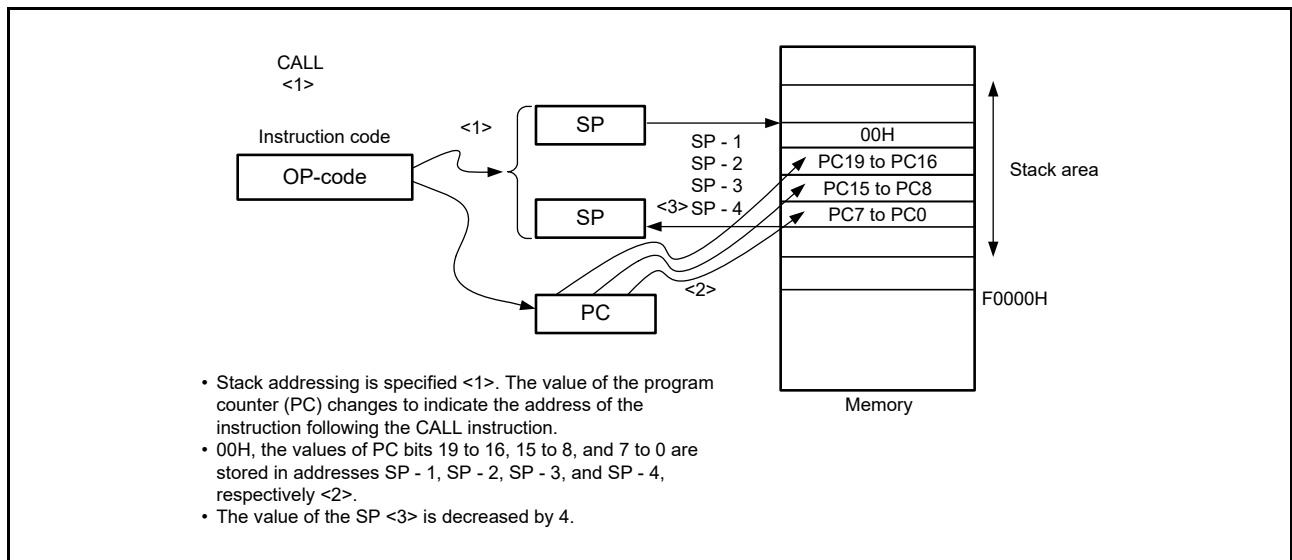 CALL
<1>
Instruction code
OP-code
<1>
SP
SP - 1
SP - 2
SP - 3
<3> SP - 4
SP
<2>
PC
00H
PC19 to PC16
PC15 to PC8
PC7 to PC0
Stack area
F0000H
Memory
• Stack addressing is specified <1>. The value of the program
counter (PC) changes to indicate the address of the
instruction following the CALL instruction.
• 00H, the values of PC bits 19 to 16, 15 to 8, and 7 to 0 are
stored in addresses SP - 1, SP - 2, SP - 3, and SP - 4,
respectively <2>.
• The value of the SP <3> is decreased by 4.